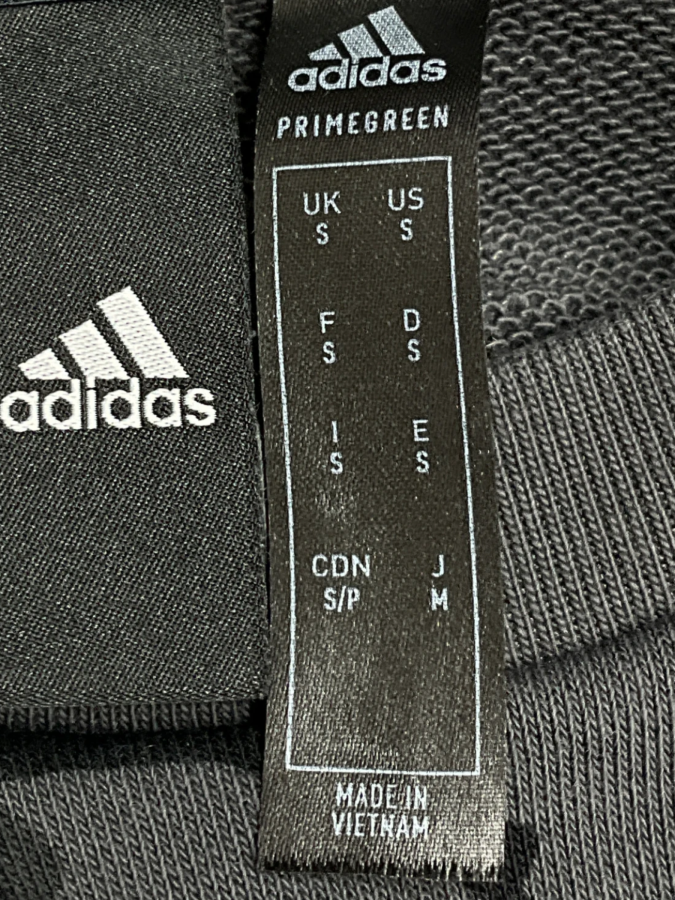 adidas
PRIMEGREEN
UK US
S S
F D
S S
I E
S S
CDN J
S/P M
MADE IN
VIETNAM
adidas